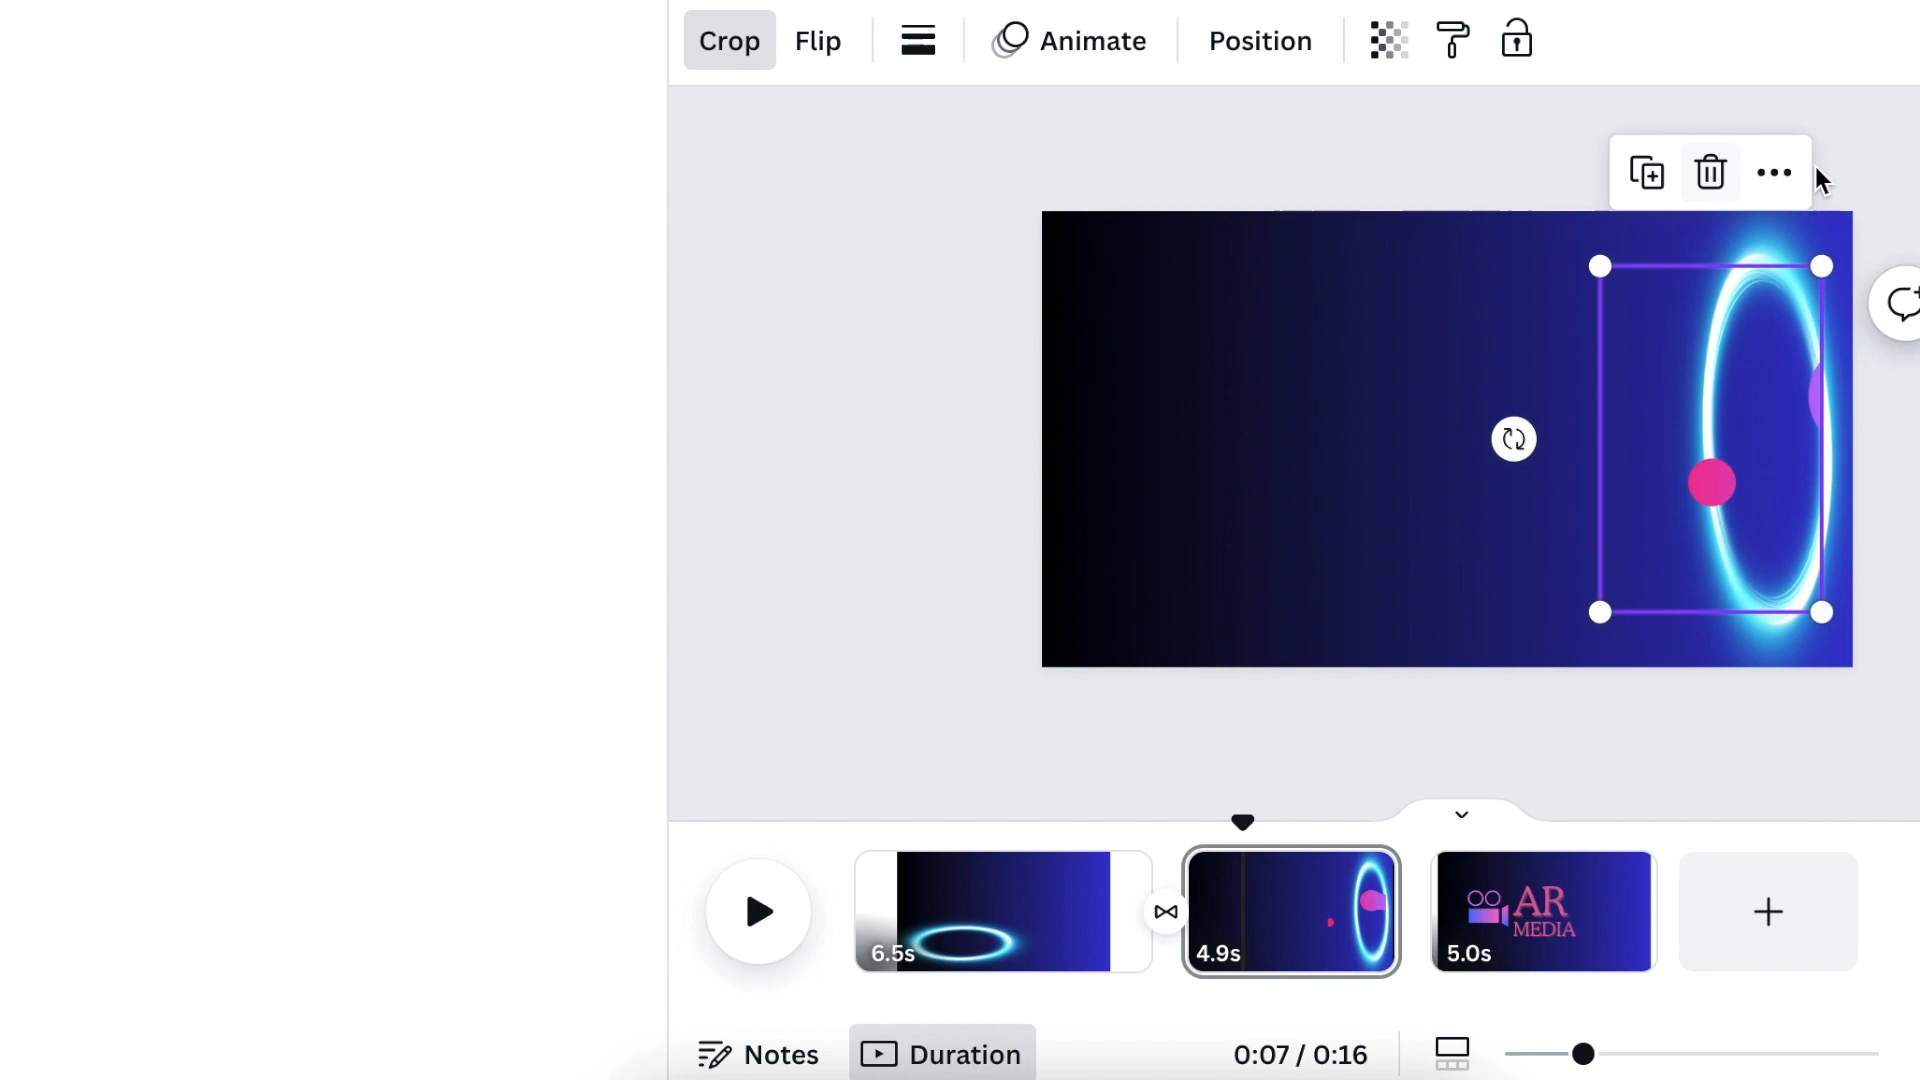 Crop Flip Animate Position
6.5s 4.9s AR MEDIA 5.0s
Notes Duration 0:07 / 0:16